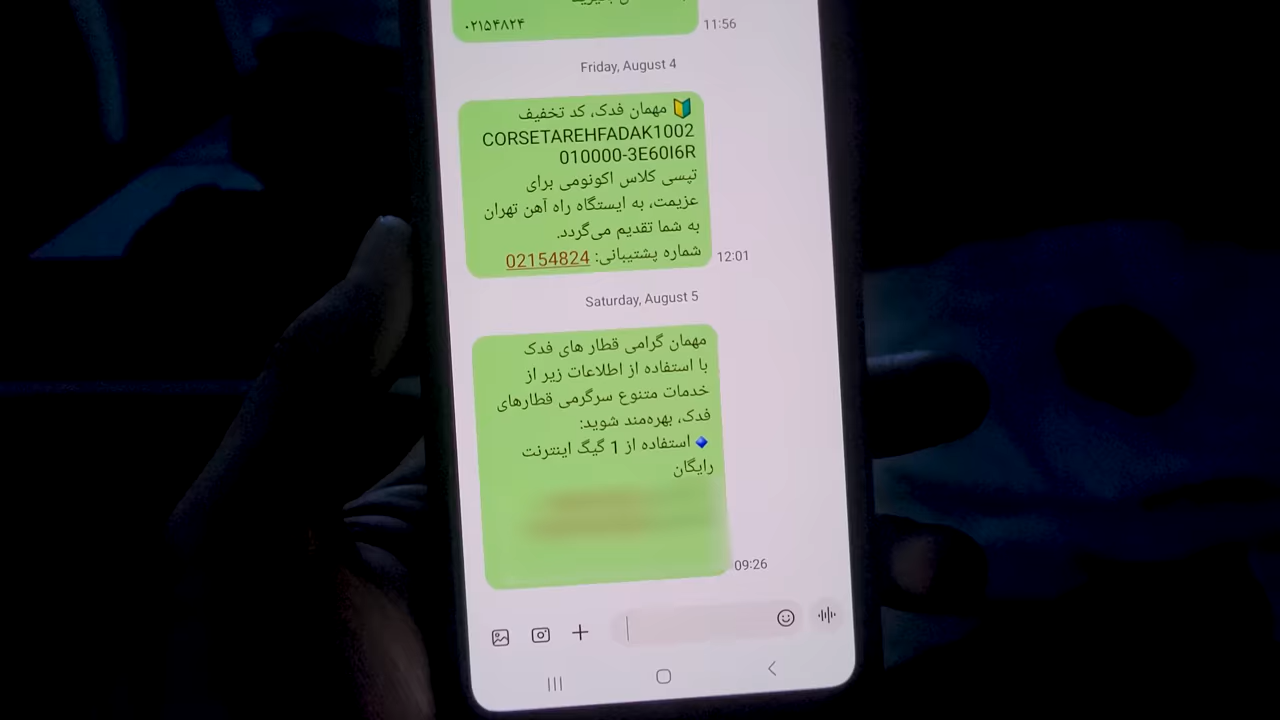 ۰۲۱۵۴۸۲۴
11:56
Friday, August 4
🔰 مهمان فدک، کد تخفیف
CORSETAREHFADAK1002
010000-3E60I6R
تپسی کلاس اکونومی برای
عزیمت، به ایستگاه راه آهن تهران
به شما تقدیم می‌گردد.
شماره پشتیبانی: 02154824
12:01
Saturday, August 5
مهمان گرامی قطار های فدک
با استفاده از اطلاعات زیر از
خدمات متنوع سرگرمی قطارهای
فدک، بهره‌مند شوید:
🔹استفاده از 1 گیگ اینترنت
رایگان
09:26